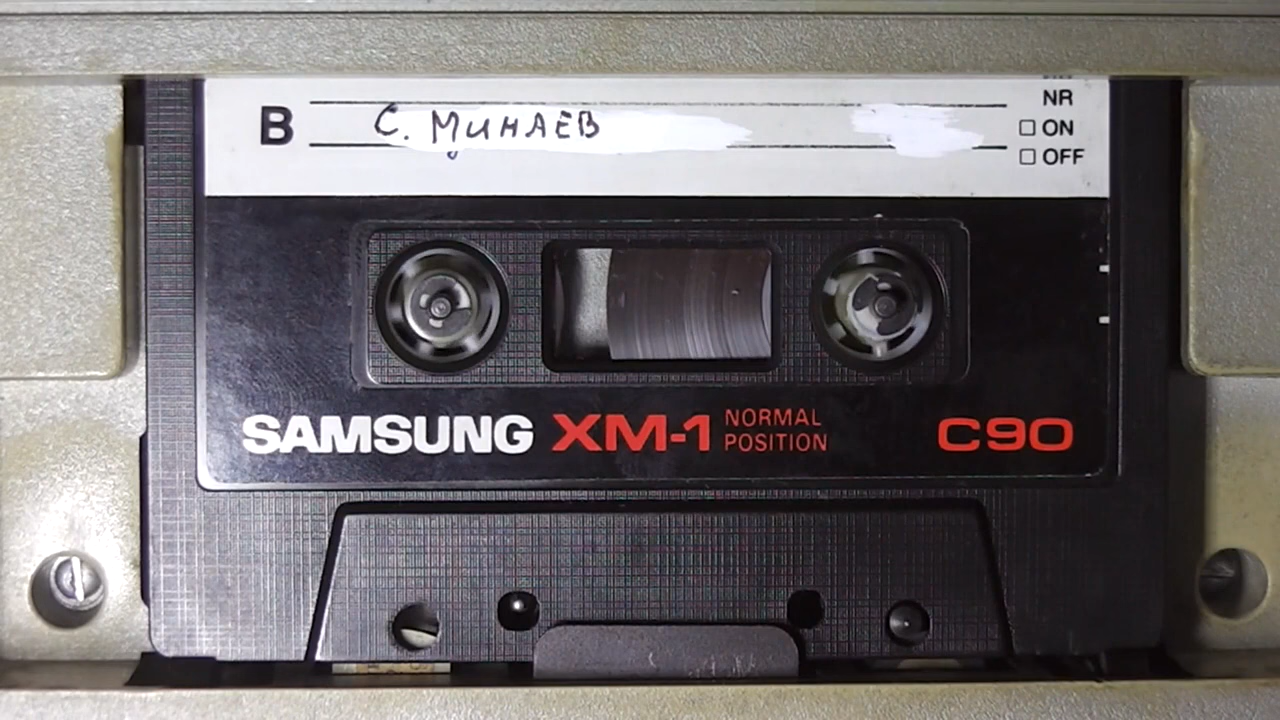 NR
B С. МИНАЕВ ☐ ON
☐ OFF
SAMSUNG XM-1 NORMAL POSITION C90